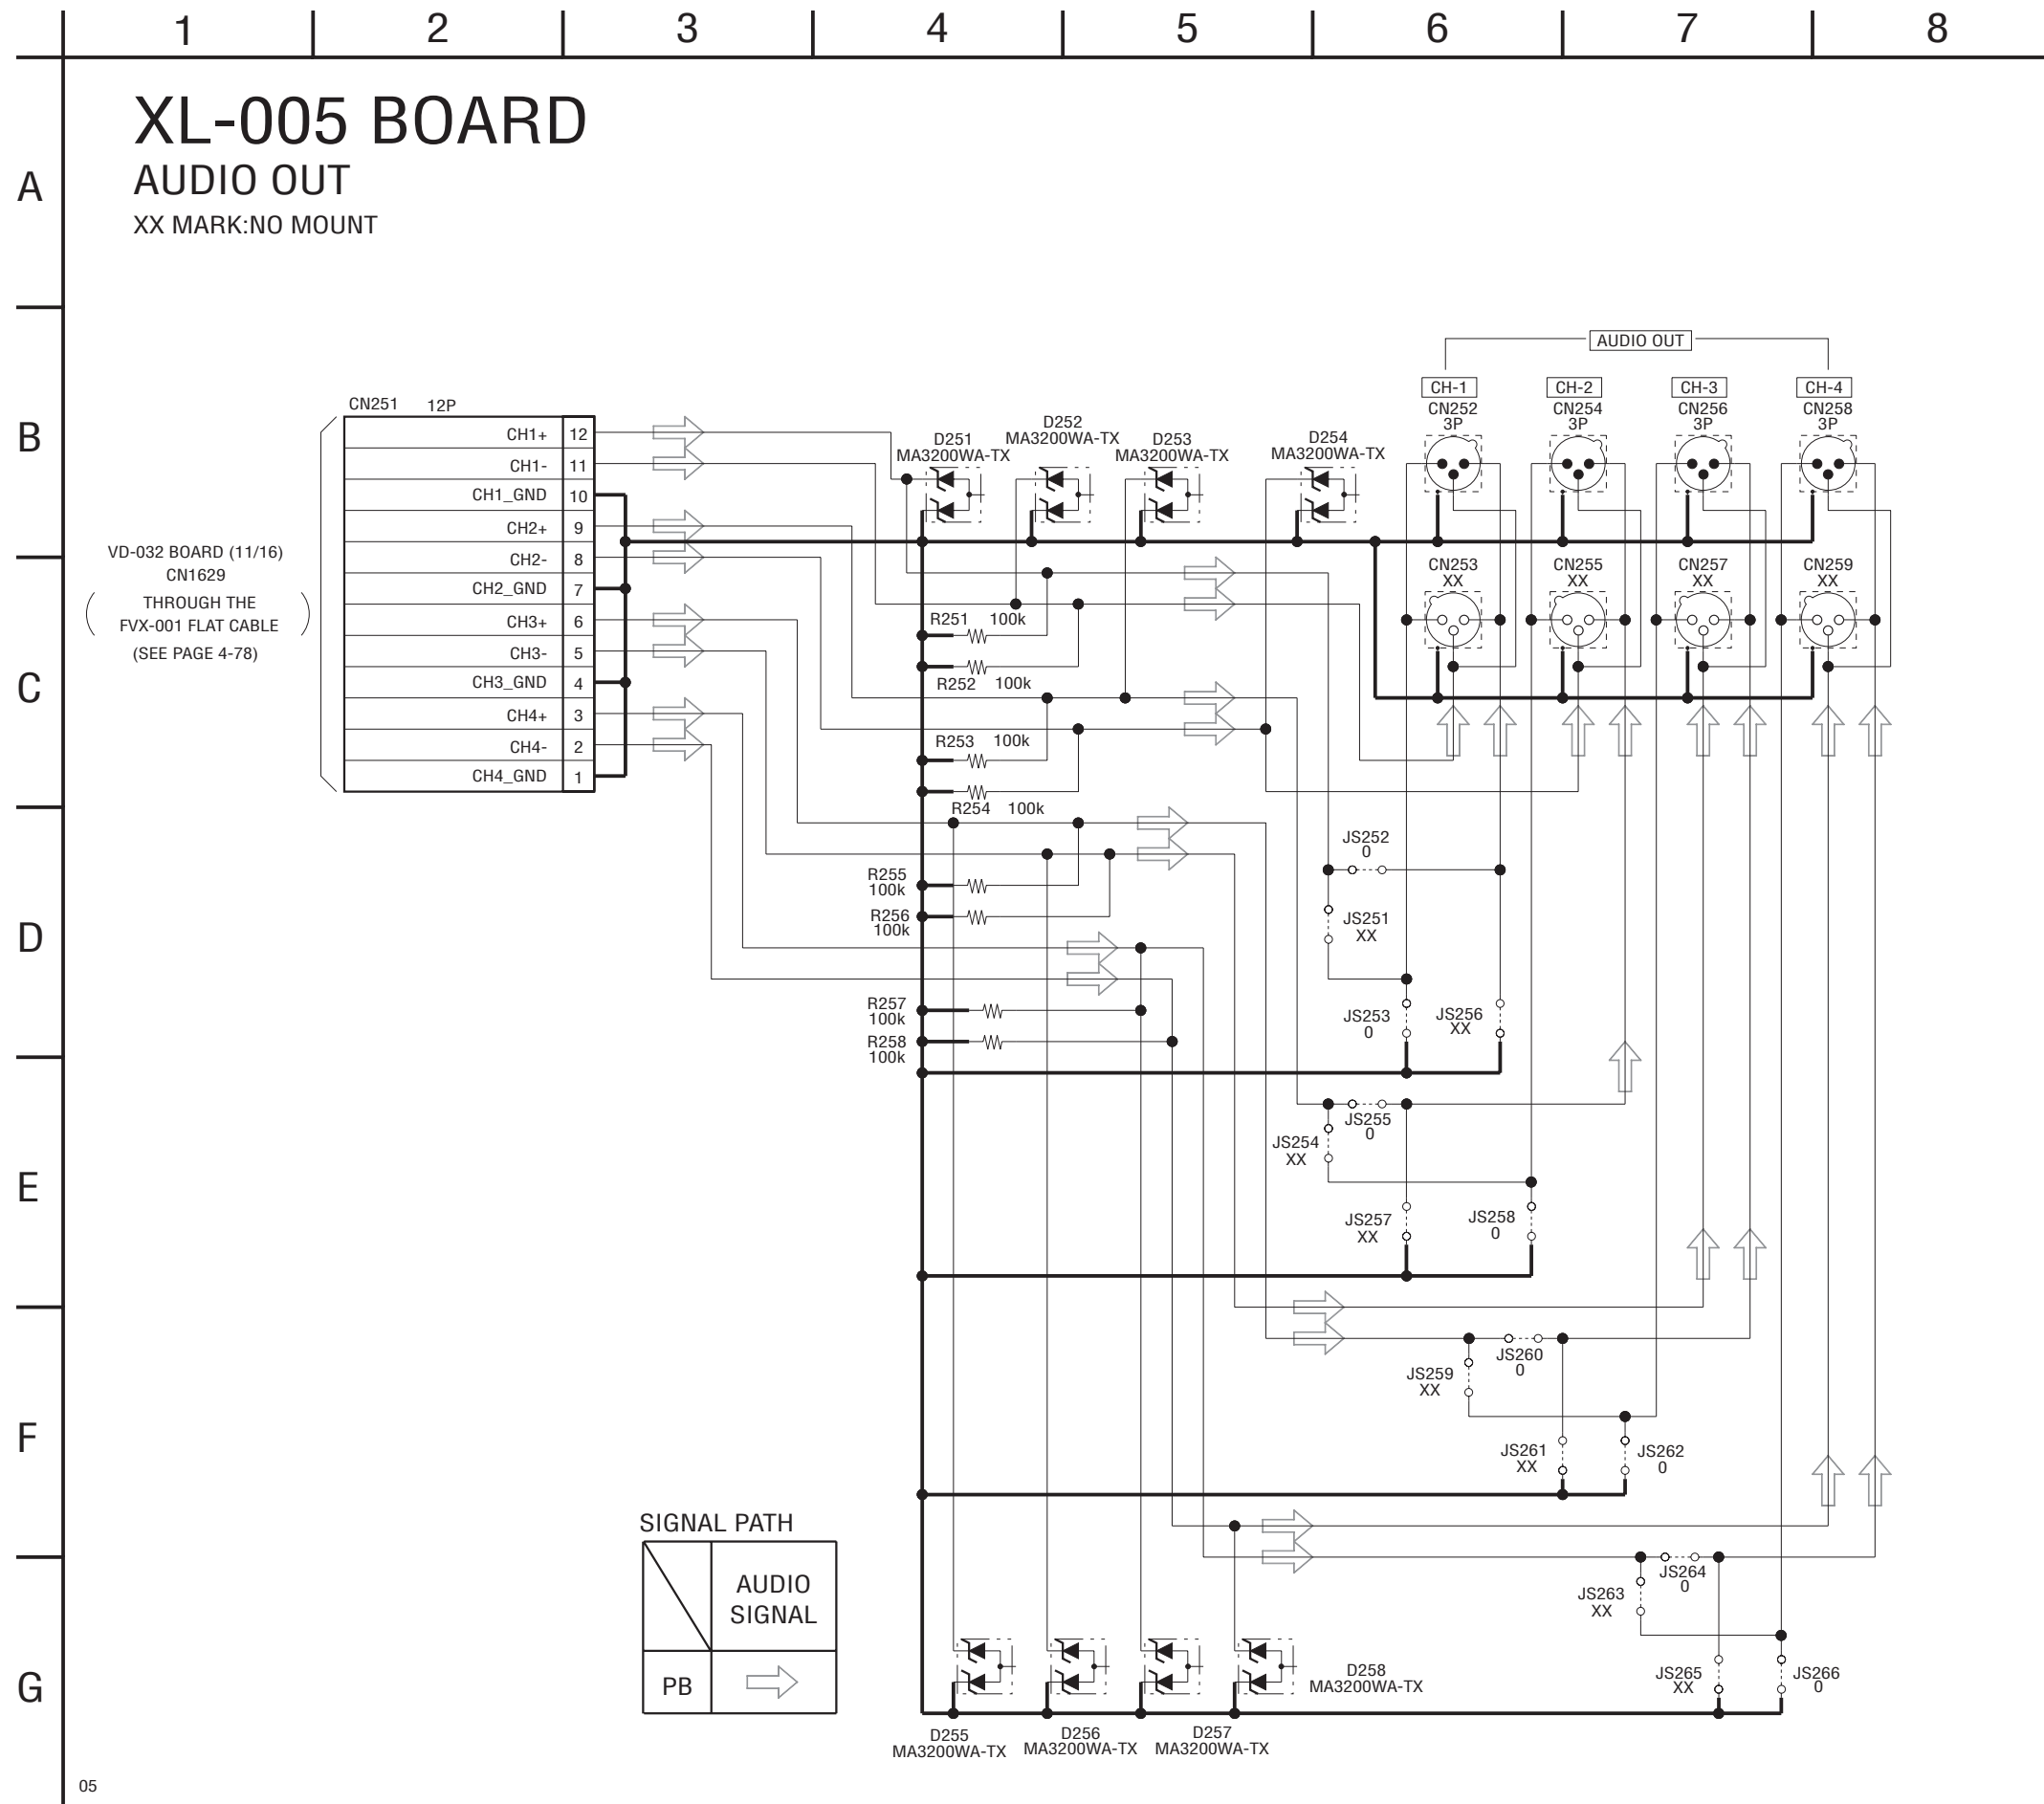 1 2 3 4 5 6 7 8
A
XL-005 BOARD
AUDIO OUT
XX MARK:NO MOUNT
B
AUDIO OUT
CH-1 CH-2 CH-3 CH-4
CN252 CN254 CN256 CN258
3P 3P 3P 3P
CN251 12P
CH1+ 12
CH1- 11
CH1_GND 10
CH2+ 9
CH2- 8
CH2_GND 7
CH3+ 6
CH3- 5
CH3_GND 4
CH4+ 3
CH4- 2
CH4_GND 1
VD-032 BOARD (11/16)
CN1629
THROUGH THE
FVX-001 FLAT CABLE
(SEE PAGE 4-78)
D251
MA3200WA-TX
D252
MA3200WA-TX
D253
MA3200WA-TX
D254
MA3200WA-TX
C
CN253 CN255 CN257 CN259
XX XX XX XX
R251 100k
R252 100k
R253 100k
R254 100k
D
R255
100k
R256
100k
R257
100k
R258
100k
JS252
0
JS251
XX
JS253
0
JS256
XX
E
JS255
0
JS254
XX
JS257
XX
JS258
0
F
JS260
0
JS259
XX
JS261
XX
JS262
0
G
JS264
0
JS263
XX
JS265
XX
JS266
0
SIGNAL PATH
AUDIO
SIGNAL
PB
D258
MA3200WA-TX
D255
MA3200WA-TX
D256
MA3200WA-TX
D257
MA3200WA-TX
05